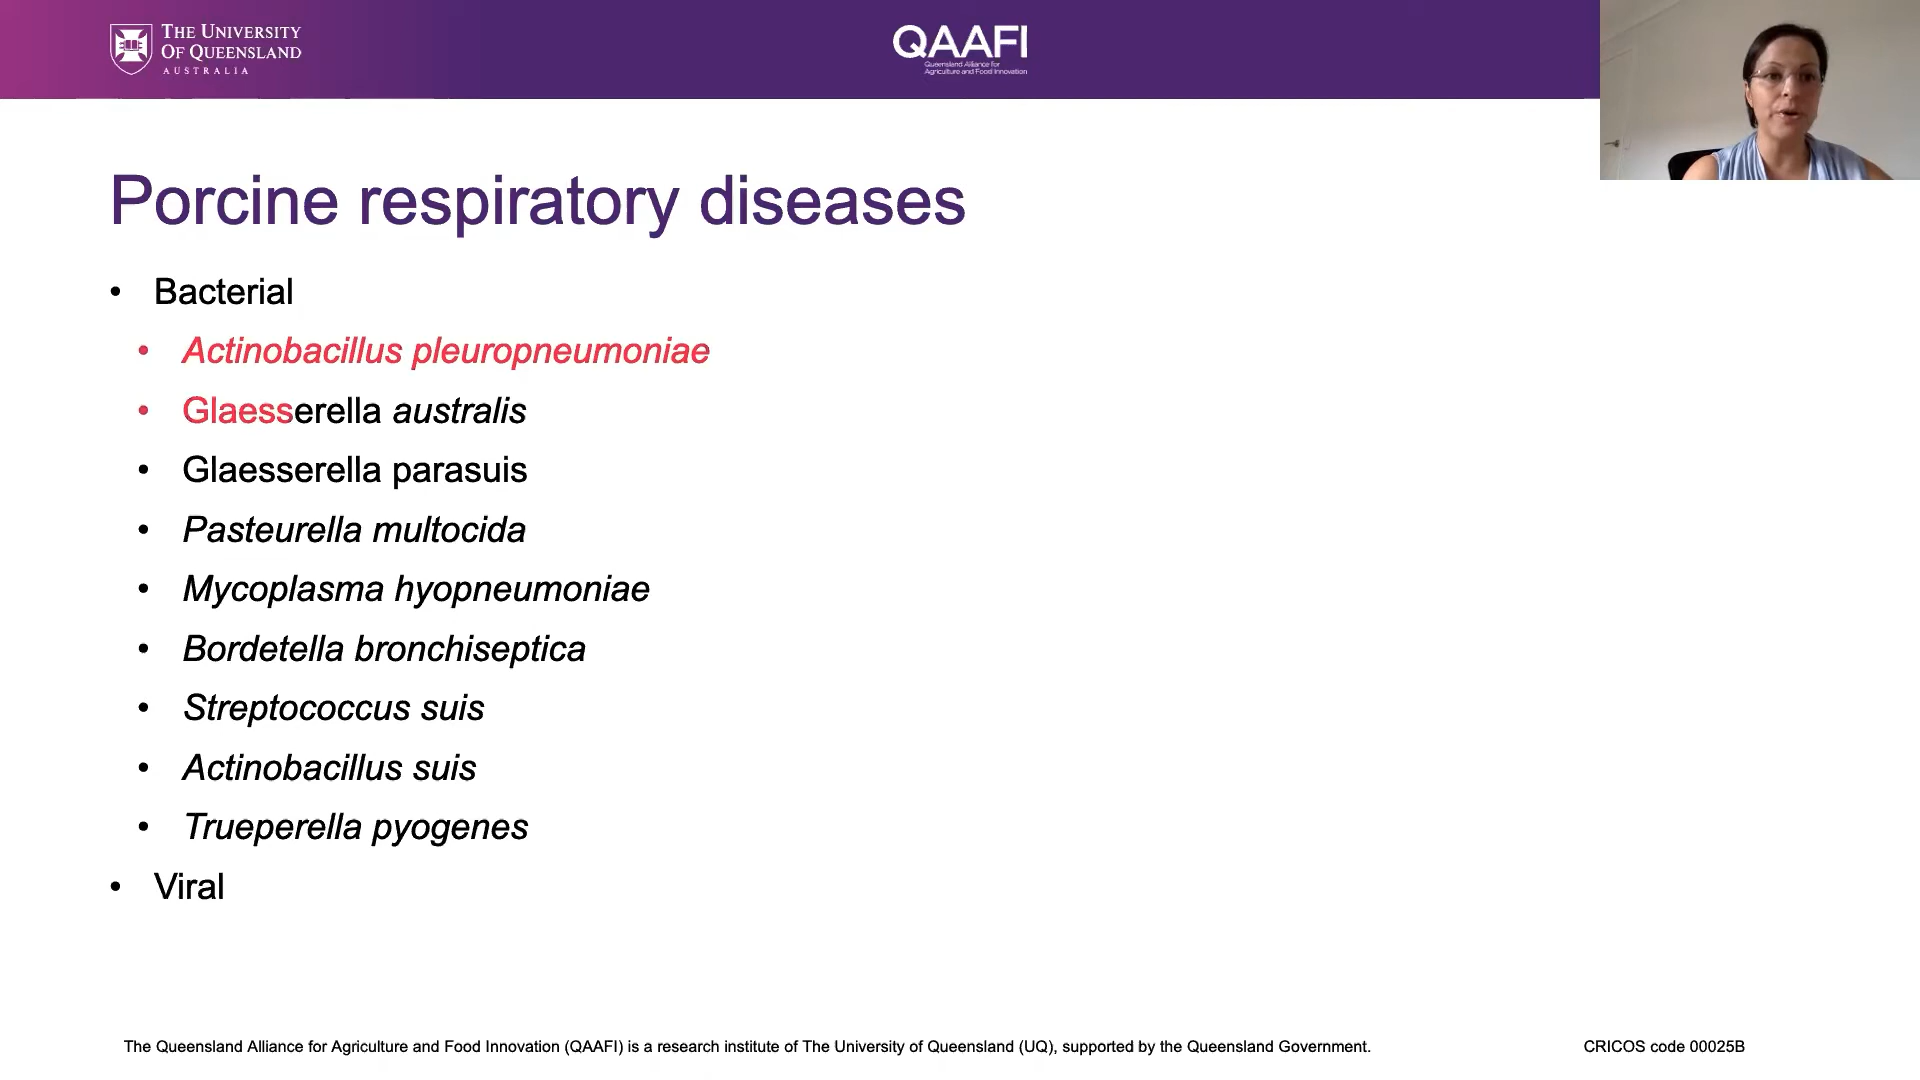 THE UNIVERSITY
OF QUEENSLAND
AUSTRALIA
QAAFI
Queensland Alliance for
Agriculture and Food Innovation
Porcine respiratory diseases
• Bacterial
• Actinobacillus pleuropneumoniae
• Glaesserella australis
• Glaesserella parasuis
• Pasteurella multocida
• Mycoplasma hyopneumoniae
• Bordetella bronchiseptica
• Streptococcus suis
• Actinobacillus suis
• Trueperella pyogenes
• Viral
The Queensland Alliance for Agriculture and Food Innovation (QAAFI) is a research institute of The University of Queensland (UQ), supported by the Queensland Government.
CRICOS code 00025B